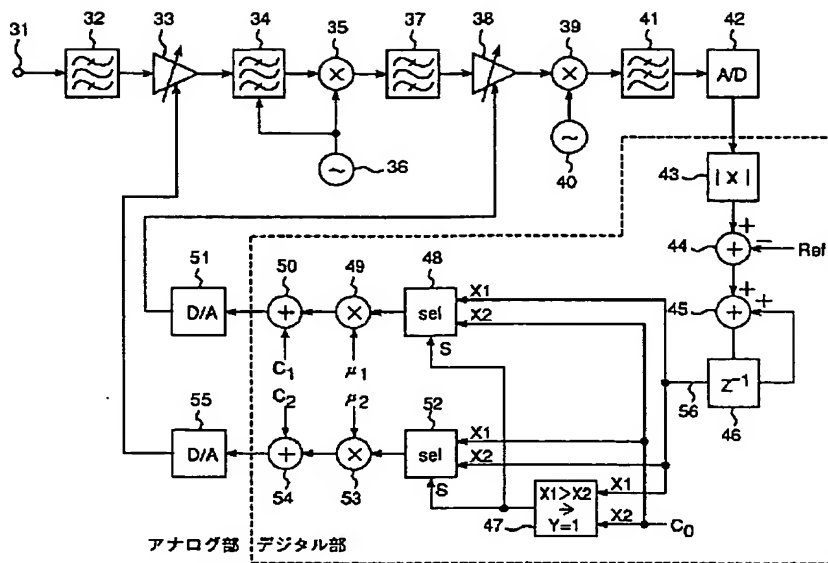 31 32 33 34 35 37 38 39 41 42
A/D
36
40
43 |X|
+
44 + − Ref
+ +
45 +
51 50 49 48
D/A + × sel X1
X2
S
Z⁻¹
56 46
C₁ μ₁
C₂ μ₂
55 52
D/A + × sel X1
X2
S
54 53
X1>X2 X1
→
47 Y=1 X2 C₀
アナログ部 デジタル部